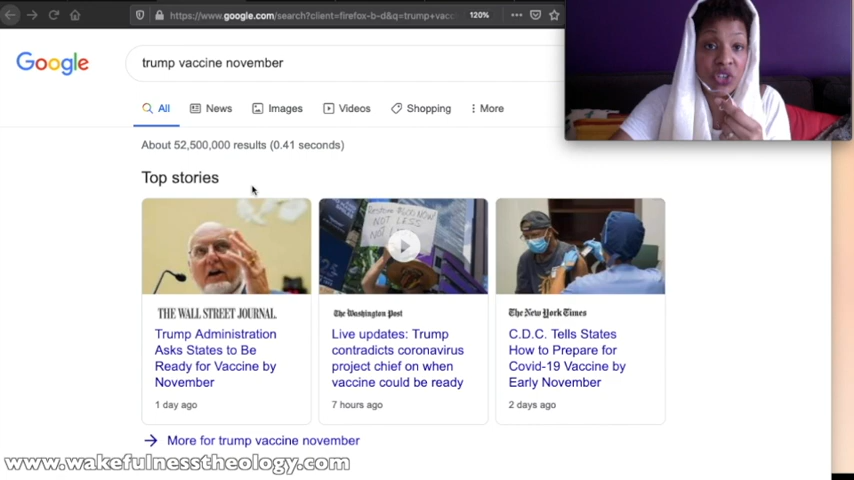 https://www.google.com/search?client=firefox-b-d&q=trump+vacc
120%
Google
trump vaccine november
All
News
Images
Videos
Shopping
More
About 52,500,000 results (0.41 seconds)
Top stories
NOT LESS
THE WALL STREET JOURNAL.
Trump Administration
Asks States to Be
Ready for Vaccine by
November
1 day ago
The Washington Post
Live updates: Trump
contradicts coronavirus
project chief on when
vaccine could be ready
7 hours ago
The New York Times
C.D.C. Tells States
How to Prepare for
Covid-19 Vaccine by
Early November
2 days ago
More for trump vaccine november
www.wakefulnesstheology.com